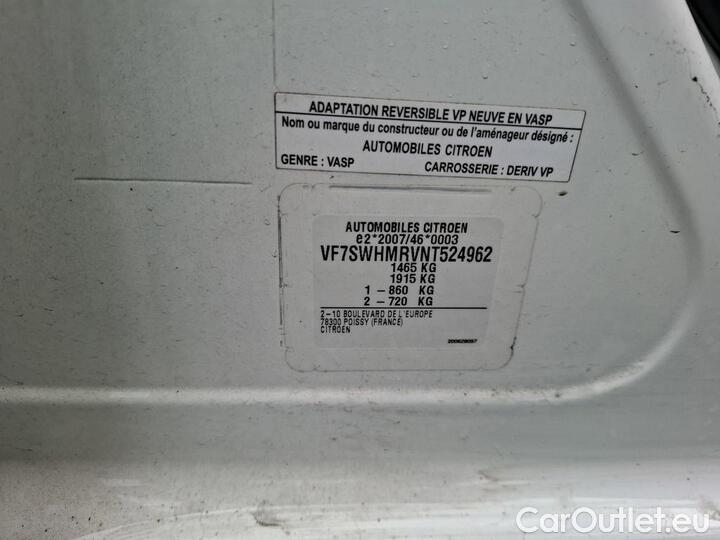 ADAPTATION REVERSIBLE VP NEUVE EN VASP
Nom ou marque du constructeur ou de l'aménageur désigné :
AUTOMOBILES CITROEN
GENRE : VASP CARROSSERIE : DERIV VP
AUTOMOBILES CITROEN
e2*2007/46*0003
VF7SWHMRVNT524962
1465 KG
1915 KG
1 - 860 KG
2 - 720 KG
2-10 BOULEVARD DE L'EUROPE
78300 POISSY (FRANCE)
CITROEN
200629097
CarOutlet.eu